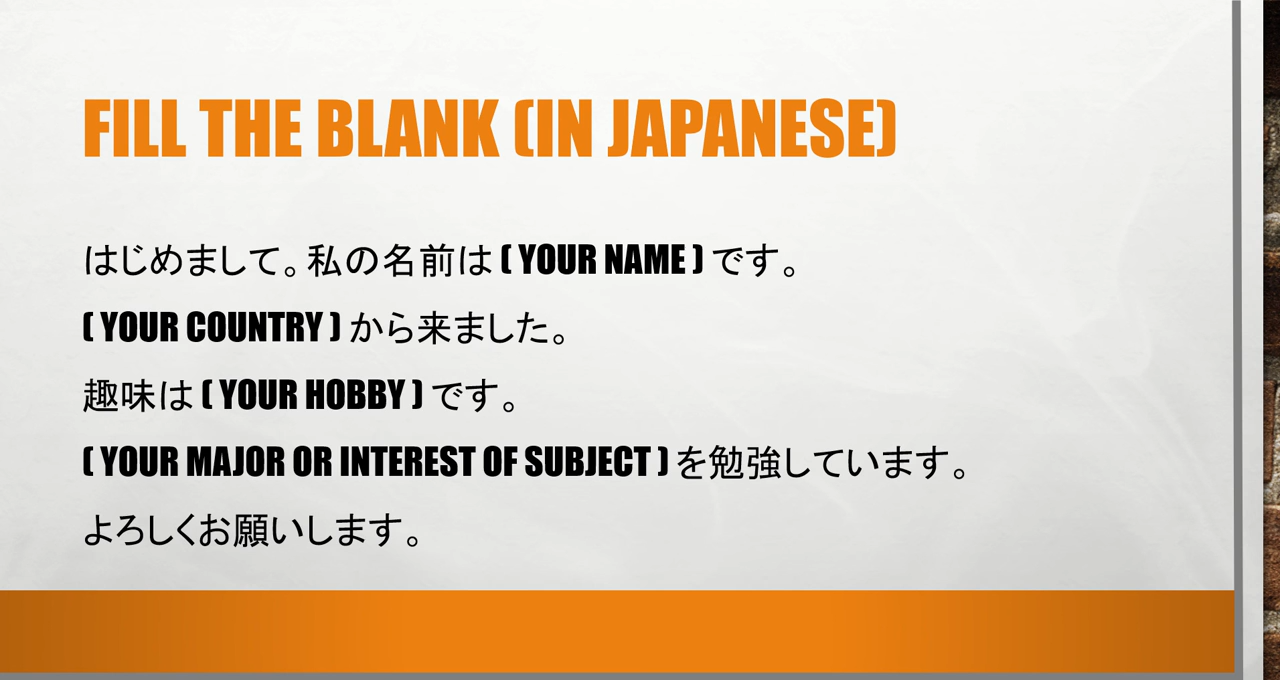 FILL THE BLANK (IN JAPANESE)
はじめまして。私の名前は ( YOUR NAME ) です。
( YOUR COUNTRY ) から来ました。
趣味は ( YOUR HOBBY ) です。
( YOUR MAJOR OR INTEREST OF SUBJECT ) を勉強しています。
よろしくお願いします。